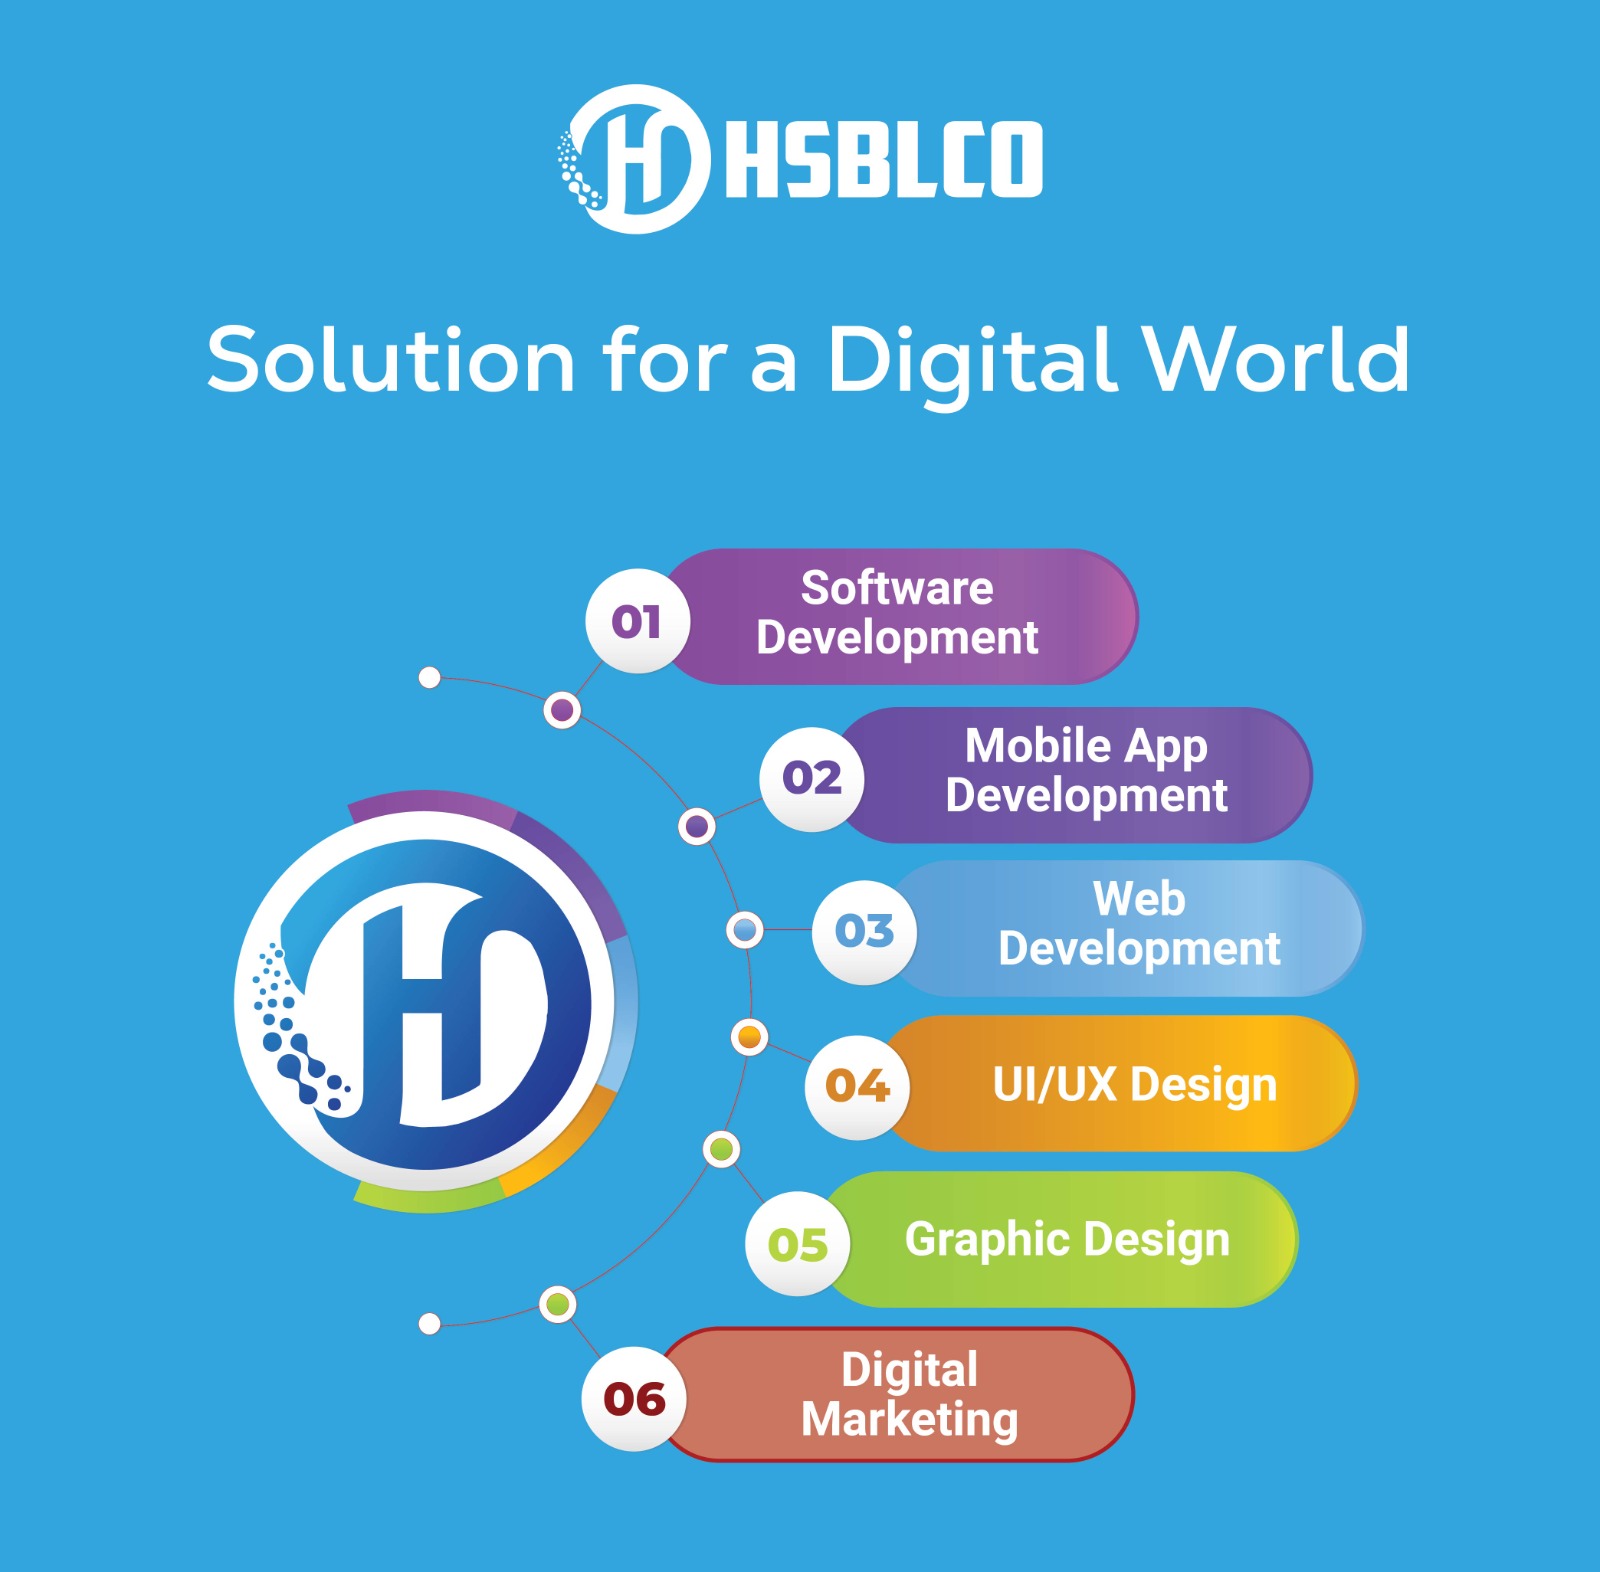 HSBLCO
Solution for a Digital World
01
Software
Development
02
Mobile App
Development
03
Web
Development
04
UI/UX Design
05
Graphic Design
06
Digital
Marketing